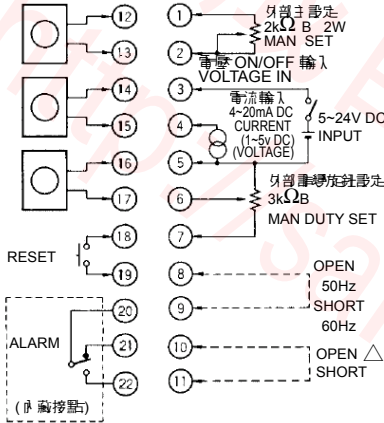 12
13
14
15
16
17
18
19
20
21
22
RESET
ALARM
1
2
3
4
5
6
7
8
9
10
11
外部主 設定
2kΩ B 2W
MAN SET
電壓 ON/OFF 輸入
VOLTAGE IN
電流輸入
4~20mA DC
CURRENT
(1~5v DC)
(VOLTAGE)
5~24V DC
INPUT
3kΩB
MAN DUTY SET
OPEN
50Hz
SHORT
60Hz
OPEN △
SHORT